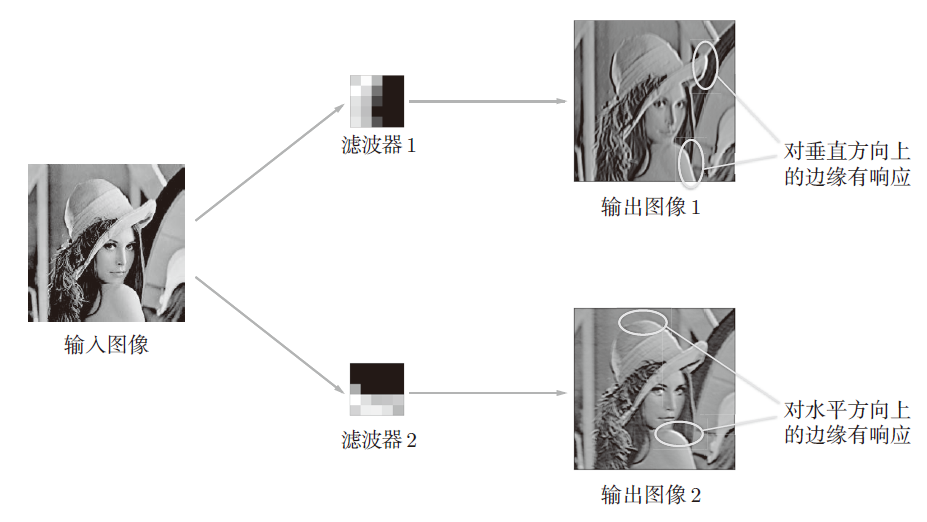 滤波器 1
对垂直方向上
的边缘有响应
输出图像 1
输入图像
滤波器 2
对水平方向上
的边缘有响应
输出图像 2